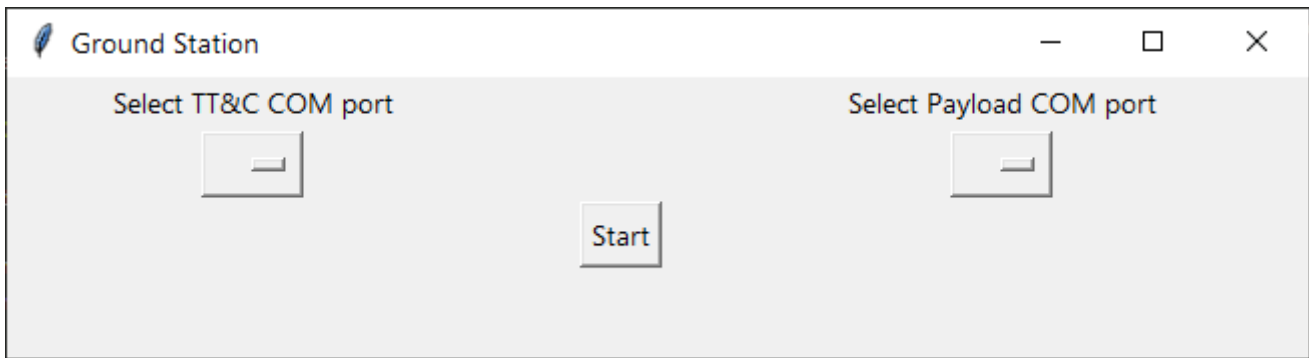 Ground Station
Select TT&C COM port
Select Payload COM port
Start